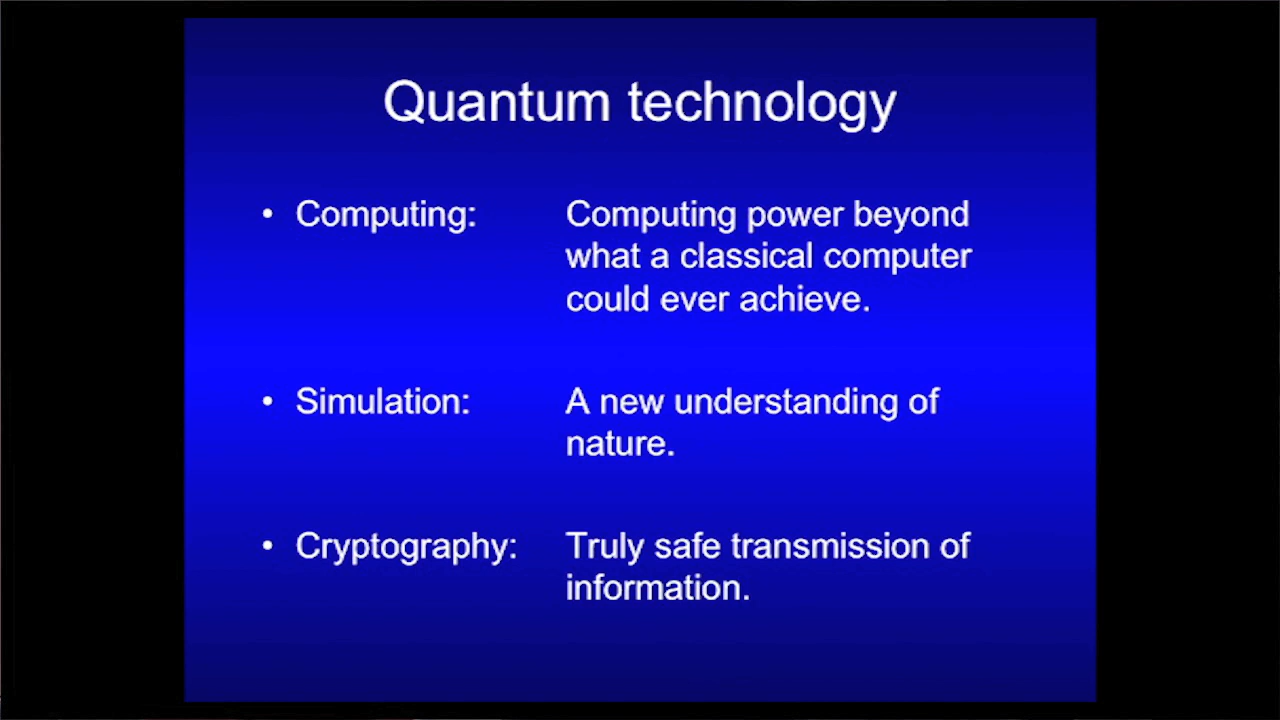 Quantum technology
• Computing: Computing power beyond
what a classical computer
could ever achieve.
• Simulation: A new understanding of
nature.
• Cryptography: Truly safe transmission of
information.